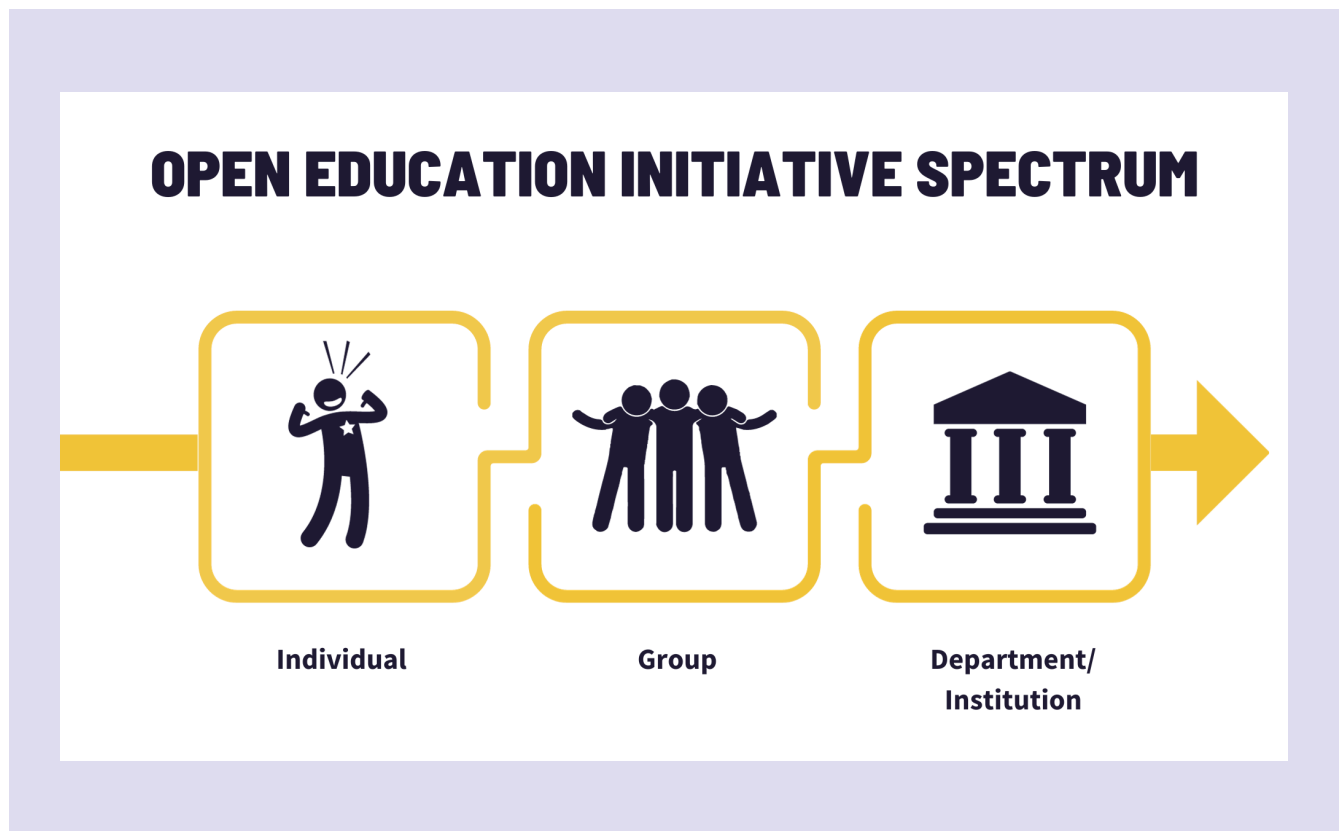 OPEN EDUCATION INITIATIVE SPECTRUM
Individual
Group
Department/
Institution